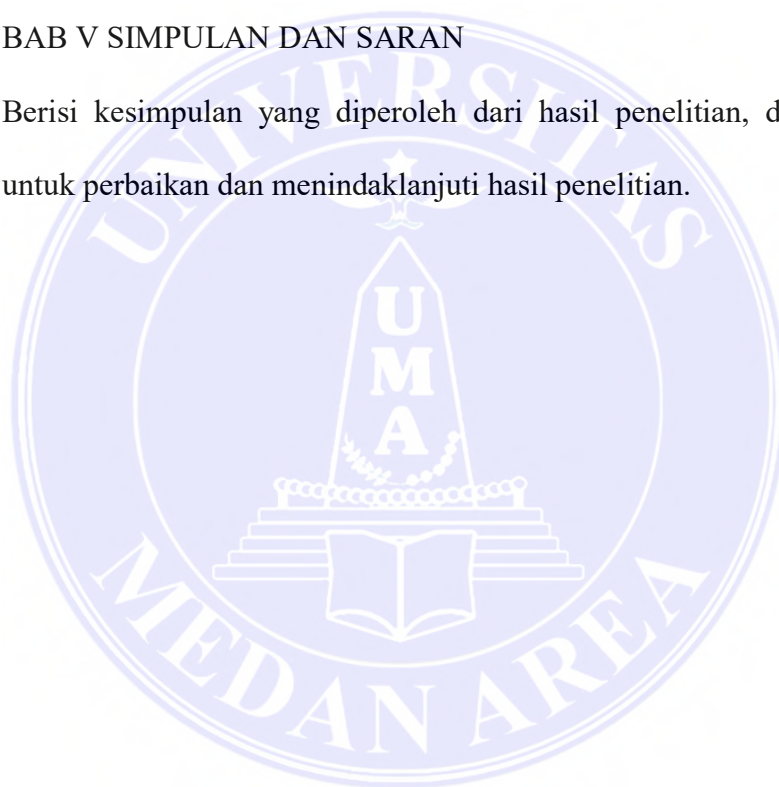 BAB V SIMPULAN DAN SARAN
Berisi kesimpulan yang diperoleh dari hasil penelitian, d
untuk perbaikan dan menindaklanjuti hasil penelitian.
UNIVERSITAS
U
M
A
MEDAN AREA